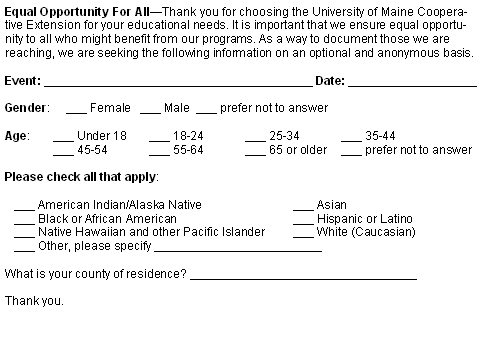 Equal Opportunity For All—Thank you for choosing the University of Maine Coopera-
tive Extension for your educational needs. It is important that we ensure equal opportu-
nity to all who might benefit from our programs. As a way to document those we are
reaching, we are seeking the following information on an optional and anonymous basis.
Event: ________________________________________ Date: ___________________
Gender: ___ Female ___ Male ___ prefer not to answer
Age: ___ Under 18 ___ 18-24 ___ 25-34 ___ 35-44
___ 45-54 ___ 55-64 ___ 65 or older ___ prefer not to answer
Please check all that apply:
___ American Indian/Alaska Native ___ Asian
___ Black or African American ___ Hispanic or Latino
___ Native Hawaiian and other Pacific Islander ___ White (Caucasian)
___ Other, please specify _________________________
What is your county of residence? ______________________________________
Thank you.